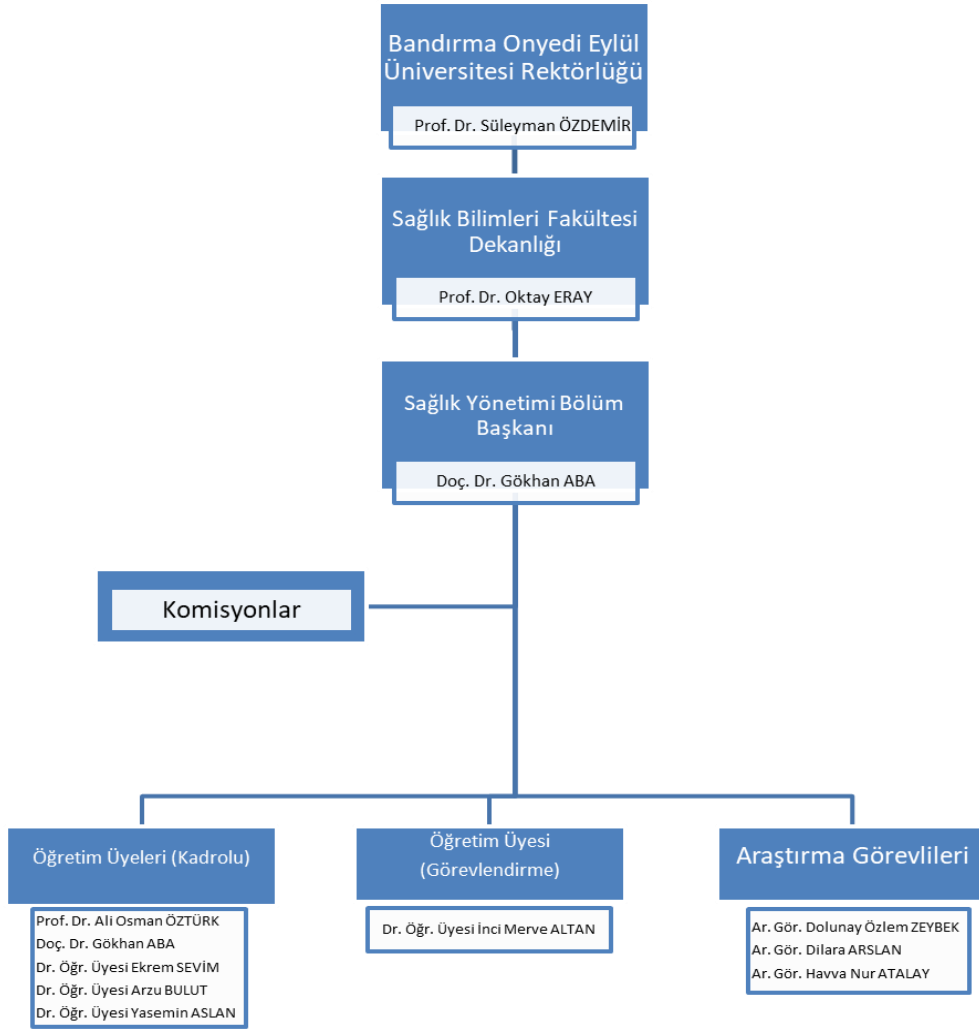 Bandırma Onyedi Eylül
Üniversitesi Rektörlüğü
Prof. Dr. Süleyman ÖZDEMİR
Sağlık Bilimleri Fakültesi
Dekanlığı
Prof. Dr. Oktay ERAY
Sağlık Yönetimi Bölüm
Başkanı
Doç. Dr. Gökhan ABA
Komisyonlar
Öğretim Üyeleri (Kadrolu)
Prof. Dr. Ali Osman ÖZTÜRK
Doç. Dr. Gökhan ABA
Dr. Öğr. Üyesi Ekrem SEVİM
Dr. Öğr. Üyesi Arzu BULUT
Dr. Öğr. Üyesi Yasemin ASLAN
Öğretim Üyesi
(Görevlendirme)
Dr. Öğr. Üyesi İnci Merve ALTAN
Araştırma Görevlileri
Ar. Gör. Dolunay Özlem ZEYBEK
Ar. Gör. Dilara ARSLAN
Ar. Gör. Havva Nur ATALAY